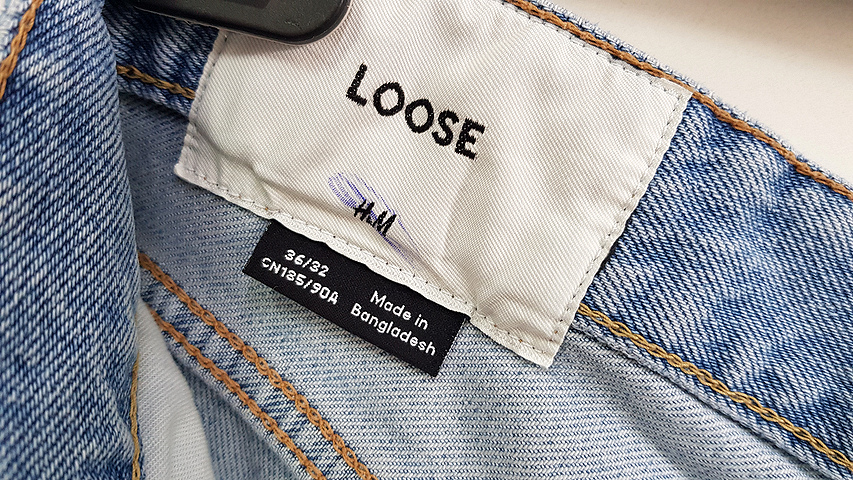 LOOSE
H&M
36/32
CN185/90A
Made in
Bangladesh